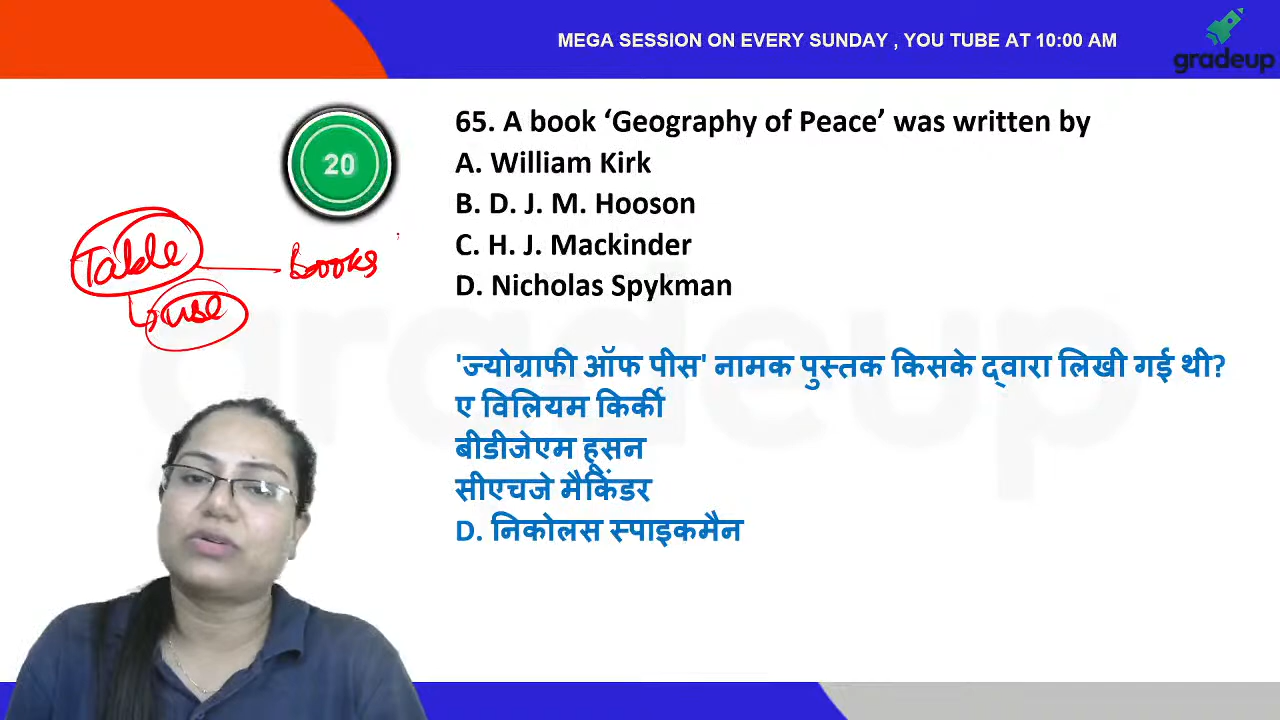 MEGA SESSION ON EVERY SUNDAY , YOU TUBE AT 10:00 AM
gradeup
20
65. A book ‘Geography of Peace’ was written by
A. William Kirk
B. D. J. M. Hooson
C. H. J. Mackinder
D. Nicholas Spykman
Table
books
use
'ज्योग्राफी ऑफ पीस' नामक पुस्तक किसके द्वारा लिखी गई थी?
ए विलियम किर्की
बीडीजेएम हूसन
सीएचजे मैकिंडर
D. निकोलस स्पाइकमैन
gradeup